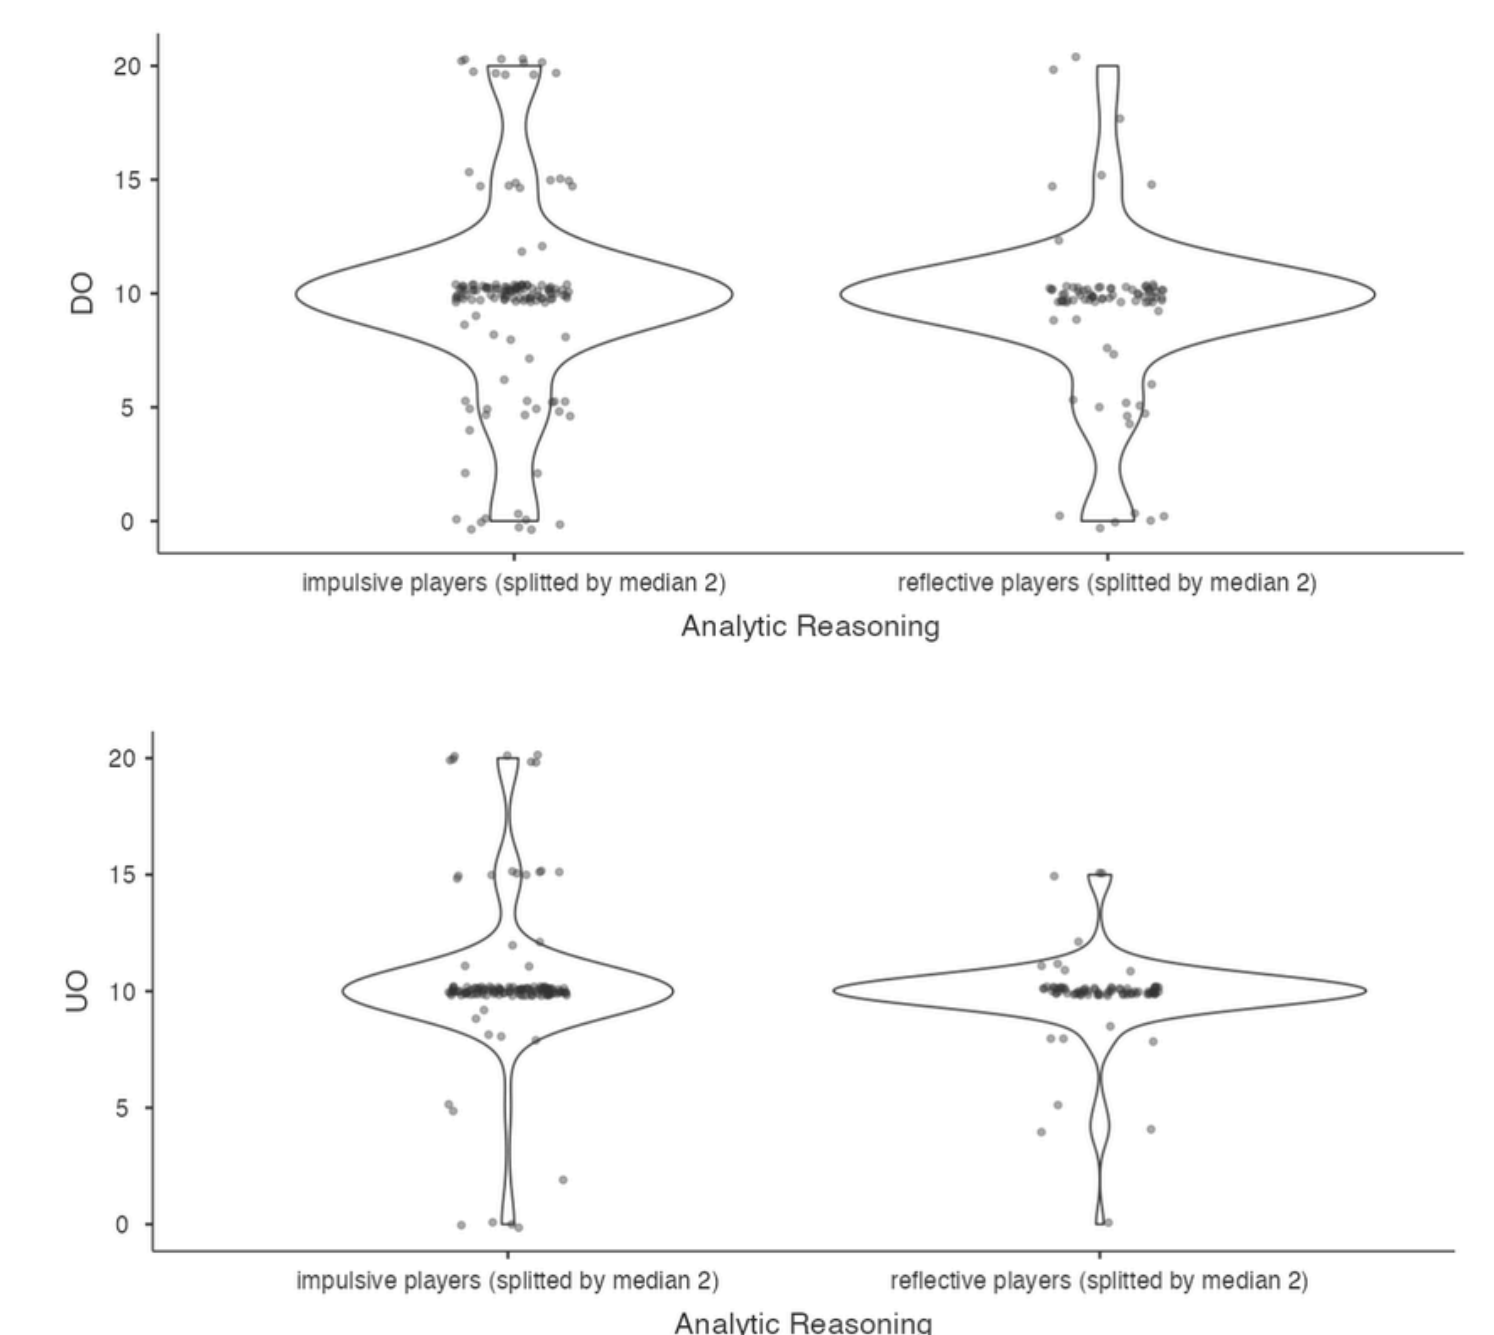 20
15
DO
10
5
0
impulsive players (splitted by median 2)
reflective players (splitted by median 2)
Analytic Reasoning
20
15
UO
10
5
0
impulsive players (splitted by median 2)
reflective players (splitted by median 2)
Analytic Reasoning